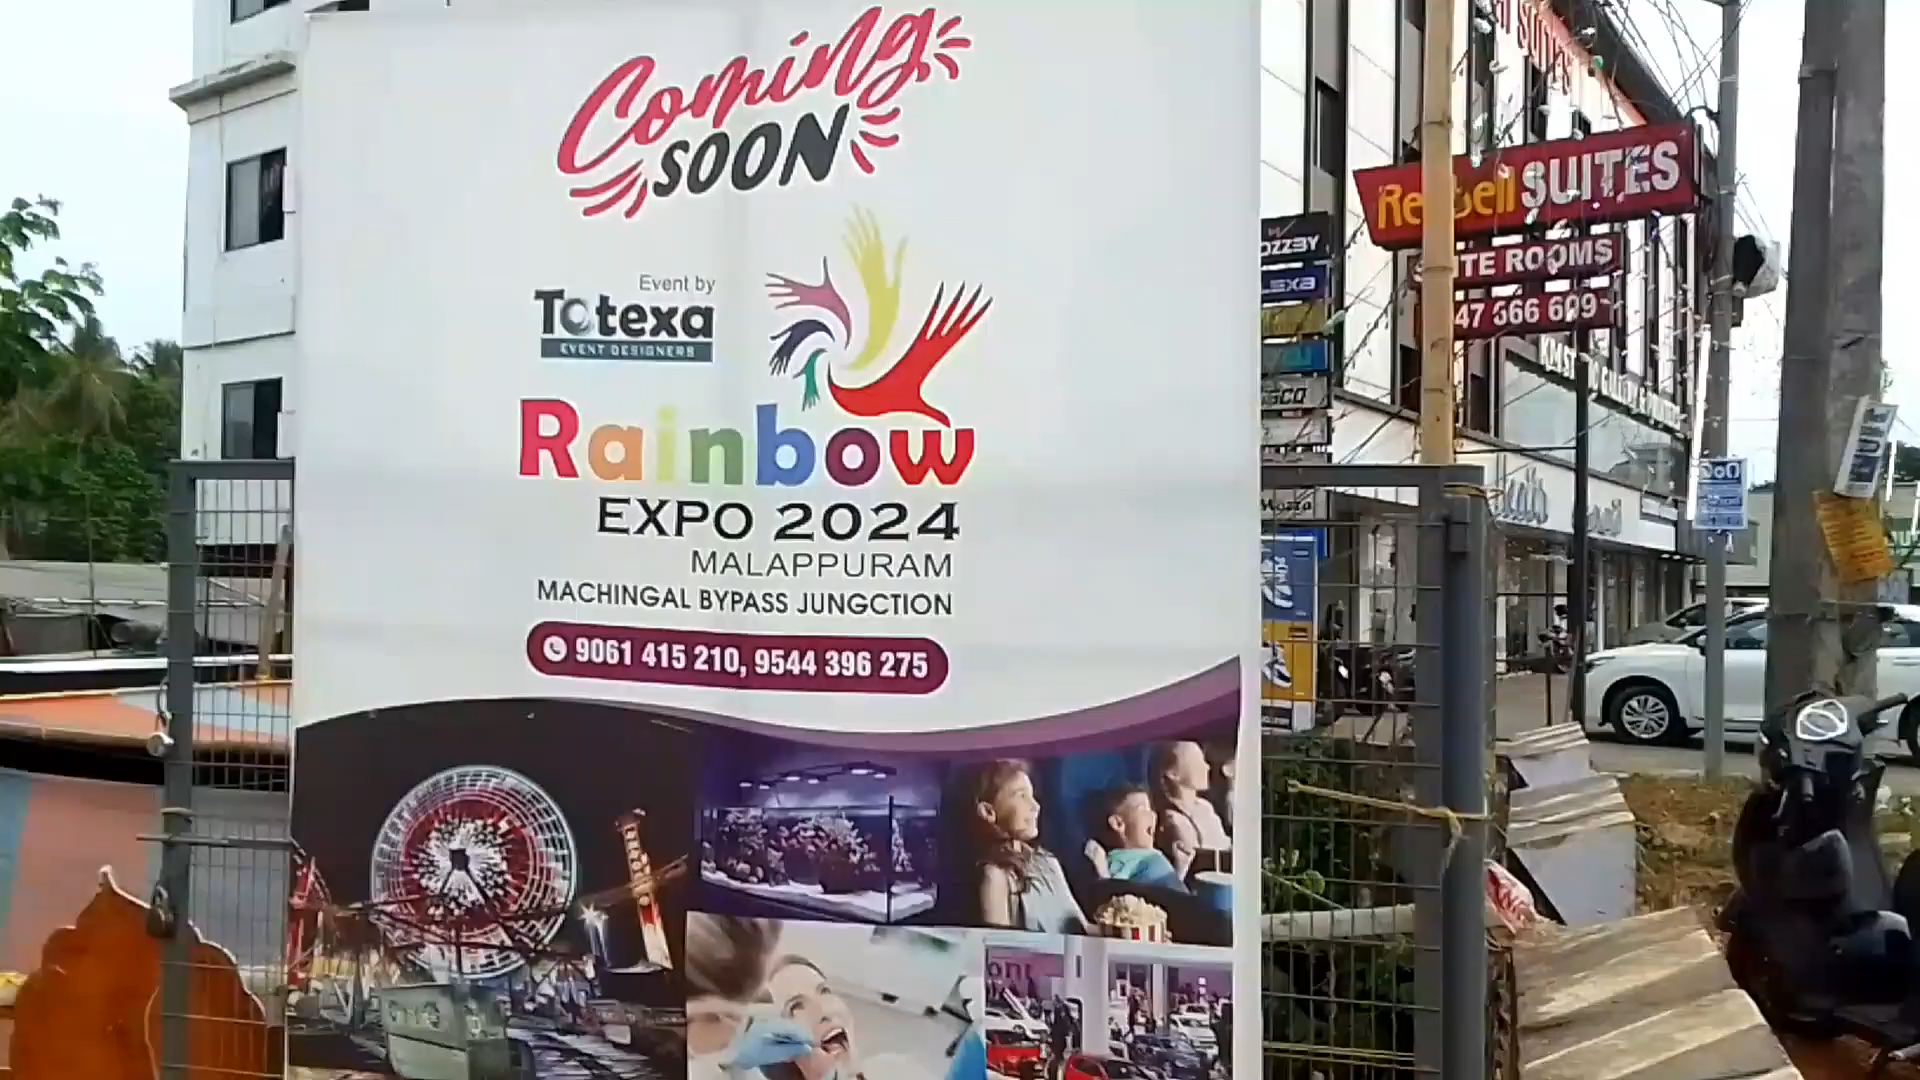 Coming
SOON
Event by
Totexa
EVENT DESIGNERS
Rainbow
EXPO 2024
MALAPPURAM
MACHINGAL BYPASS JUNGCTION
9061 415 210, 9544 396 275
SUITES
ROOMS